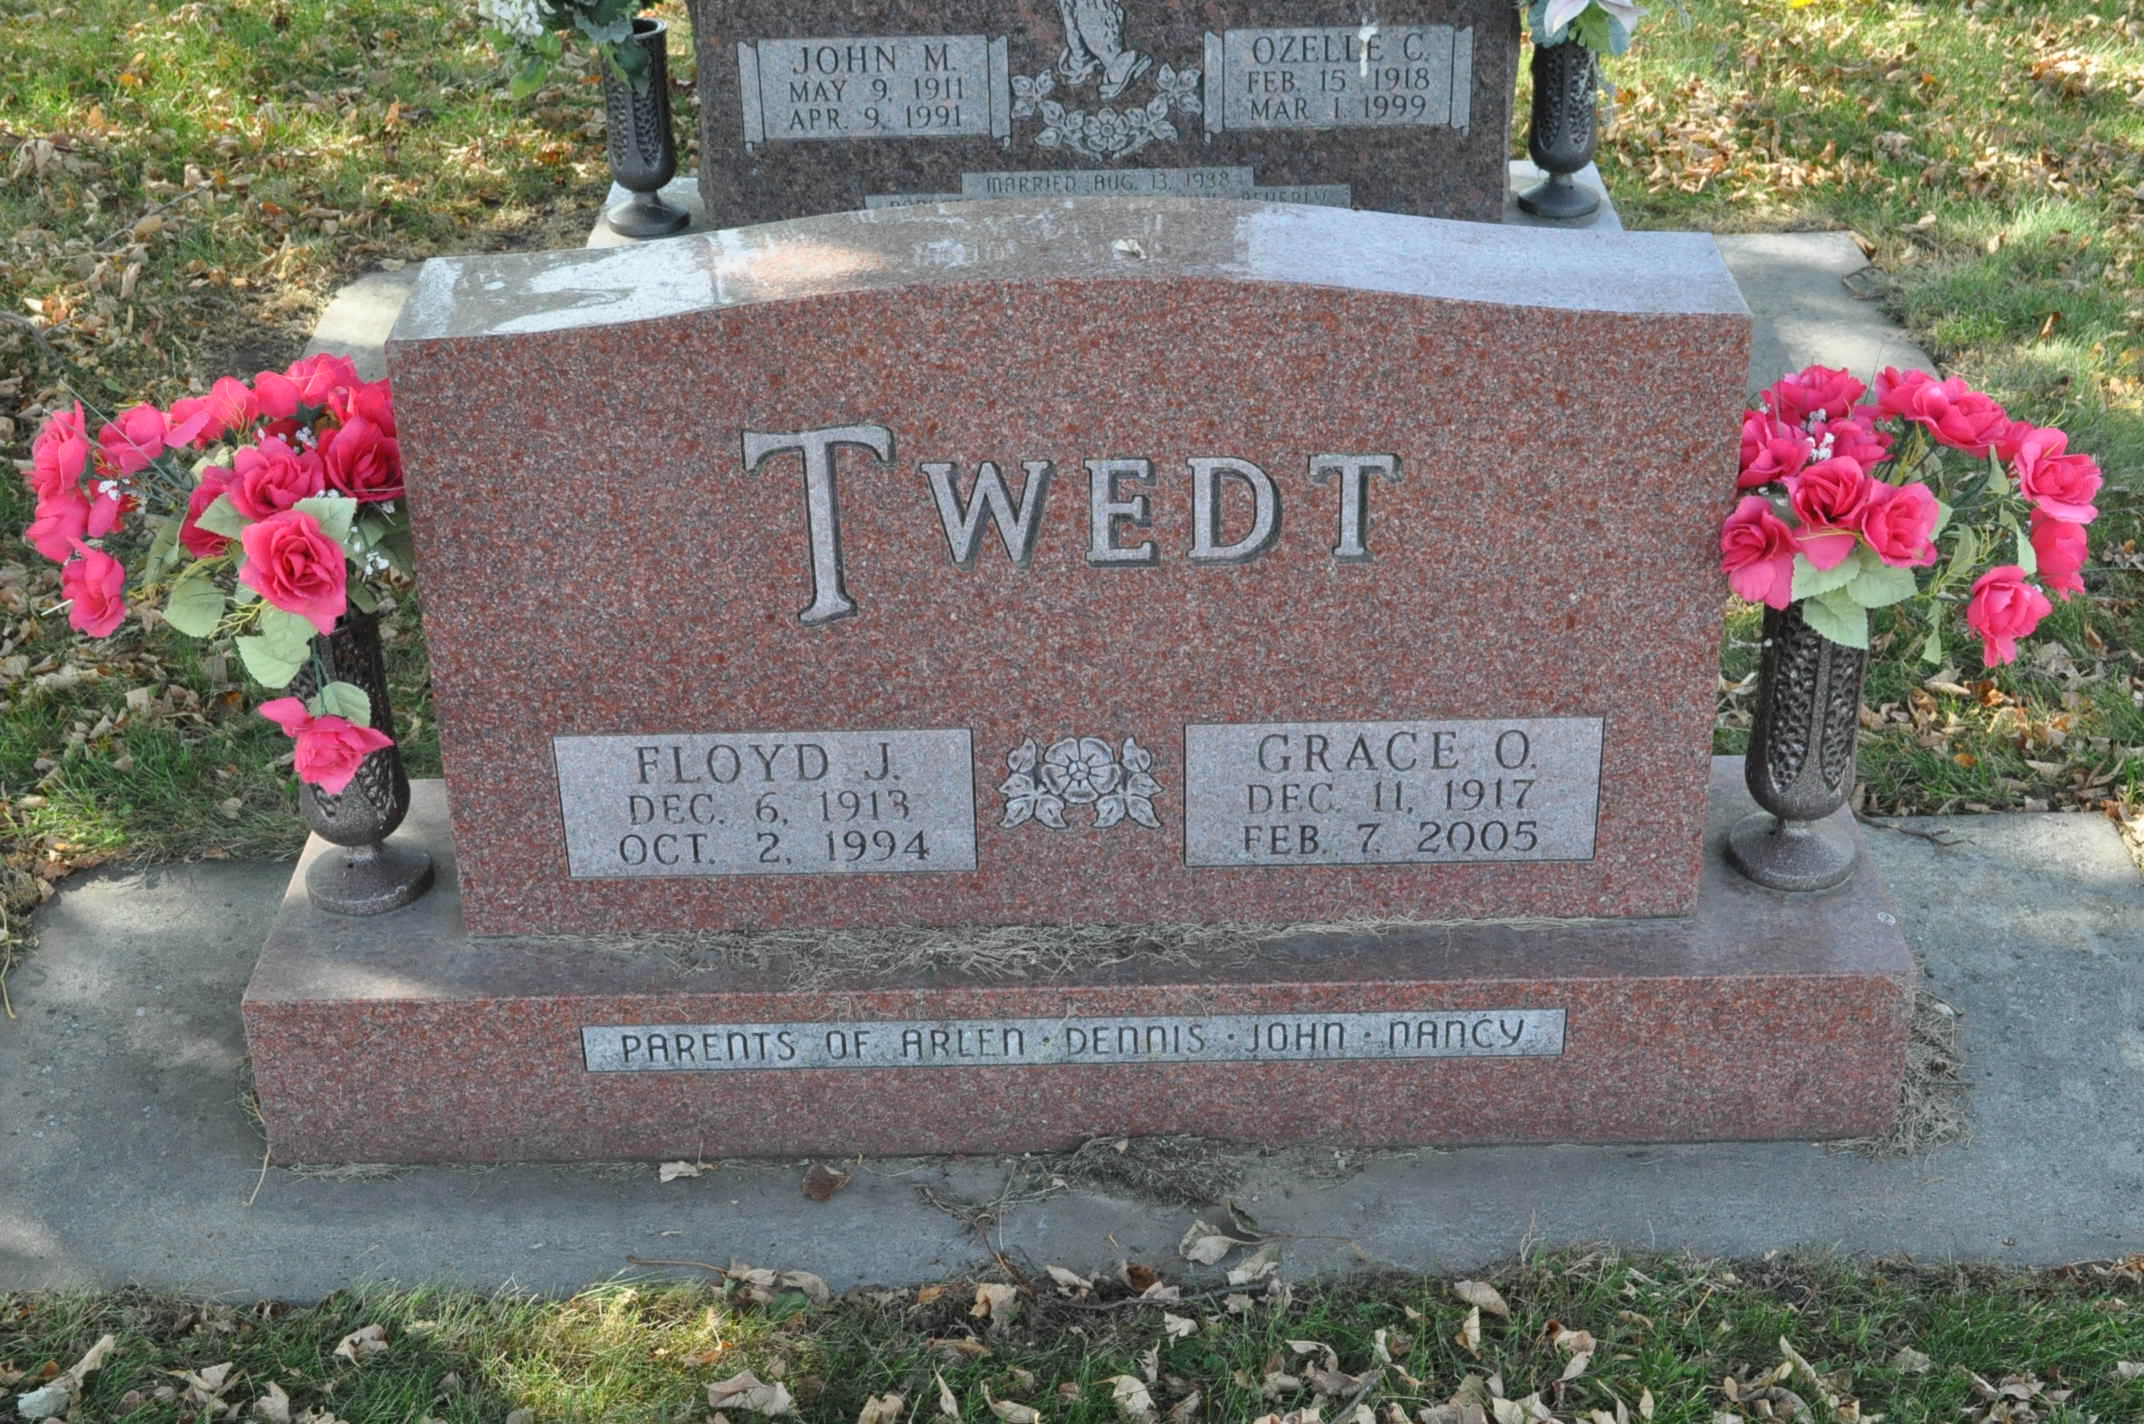 JOHN M.
MAY 9, 1911
APR. 9, 1991
OZELLE C.
FEB. 15 1918
MAR 1, 1999
MARRIED AUG. 13, 1938
BEVERLY
TWEDT
FLOYD J.
DEC. 6, 1913
OCT. 2, 1994
GRACE O.
DEC. 11, 1917
FEB. 7, 2005
PARENTS OF ARLEN · DENNIS · JOHN · NANCY